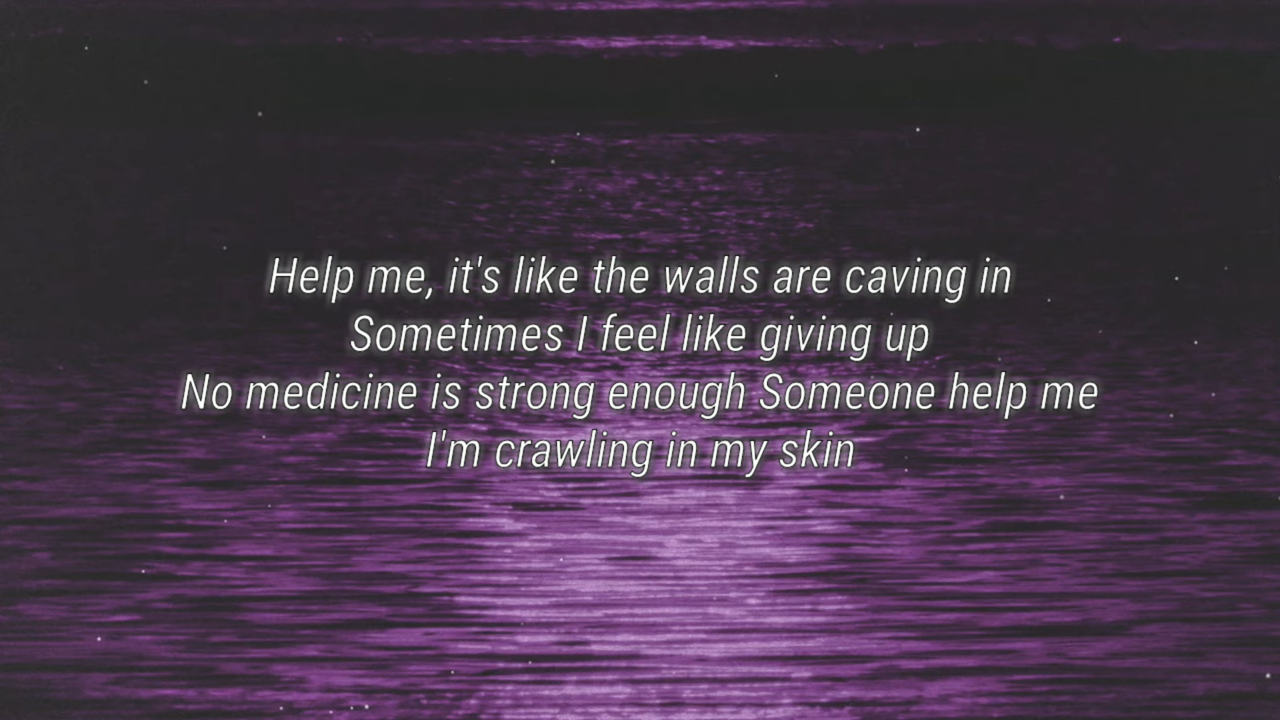 Help me, it's like the walls are caving in
Sometimes I feel like giving up
No medicine is strong enough Someone help me
I'm crawling in my skin